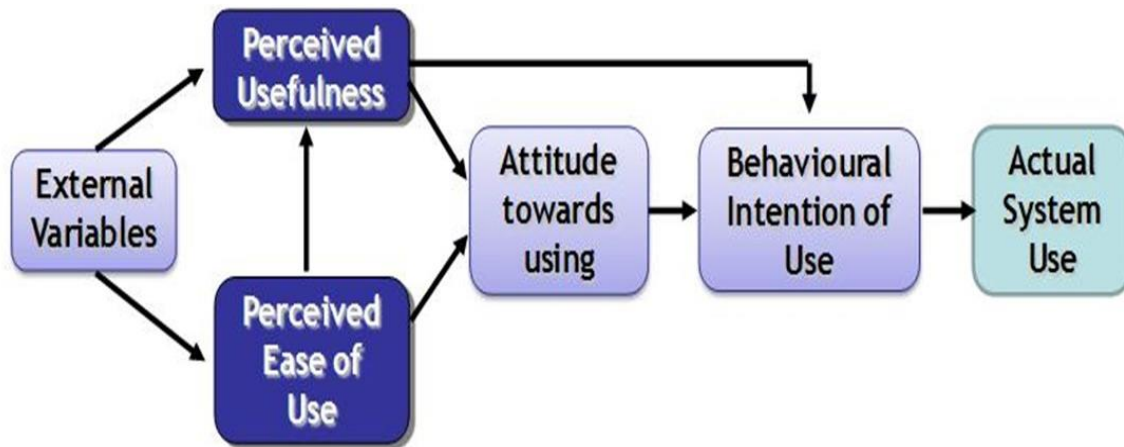 Perceived
Usefulness
External
Variables
Perceived
Ease of
Use
Attitude
towards
using
Behavioural
Intention of
Use
Actual
System
Use